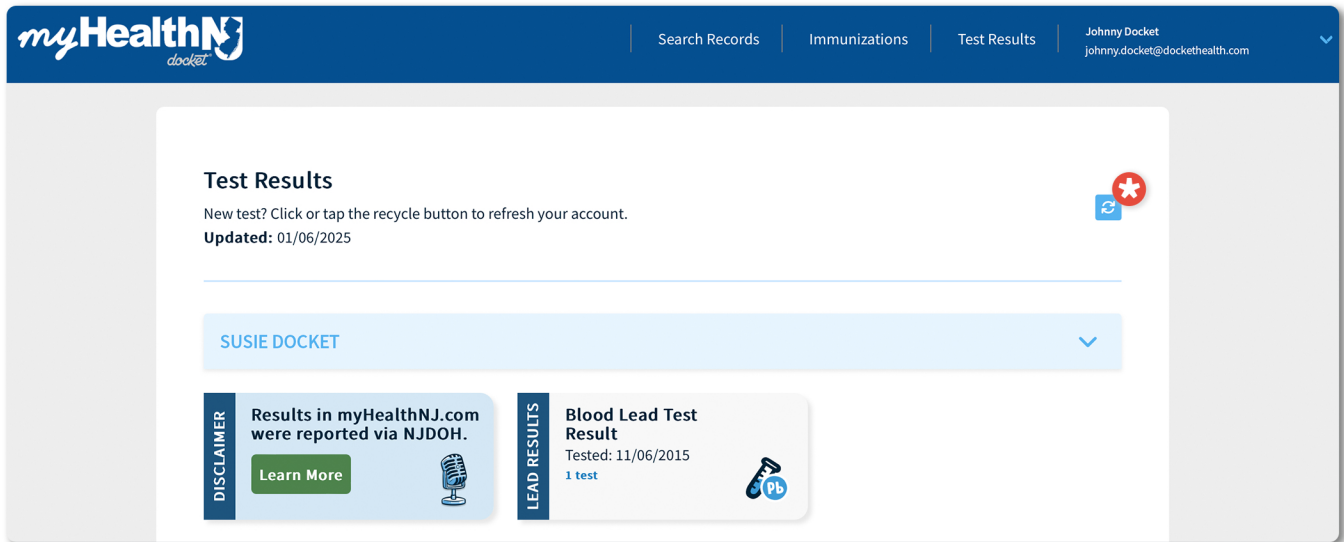 myHealthNJ
docket
Search Records
Immunizations
Test Results
Johnny Docket
johnny.docket@dockethealth.com
Test Results
New test? Click or tap the recycle button to refresh your account.
Updated: 01/06/2025
SUSIE DOCKET
DISCLAIMER
Results in myHealthNJ.com
were reported via NJDOH.
Learn More
LEAD RESULTS
Blood Lead Test
Result
Tested: 11/06/2015
1 test
Pb